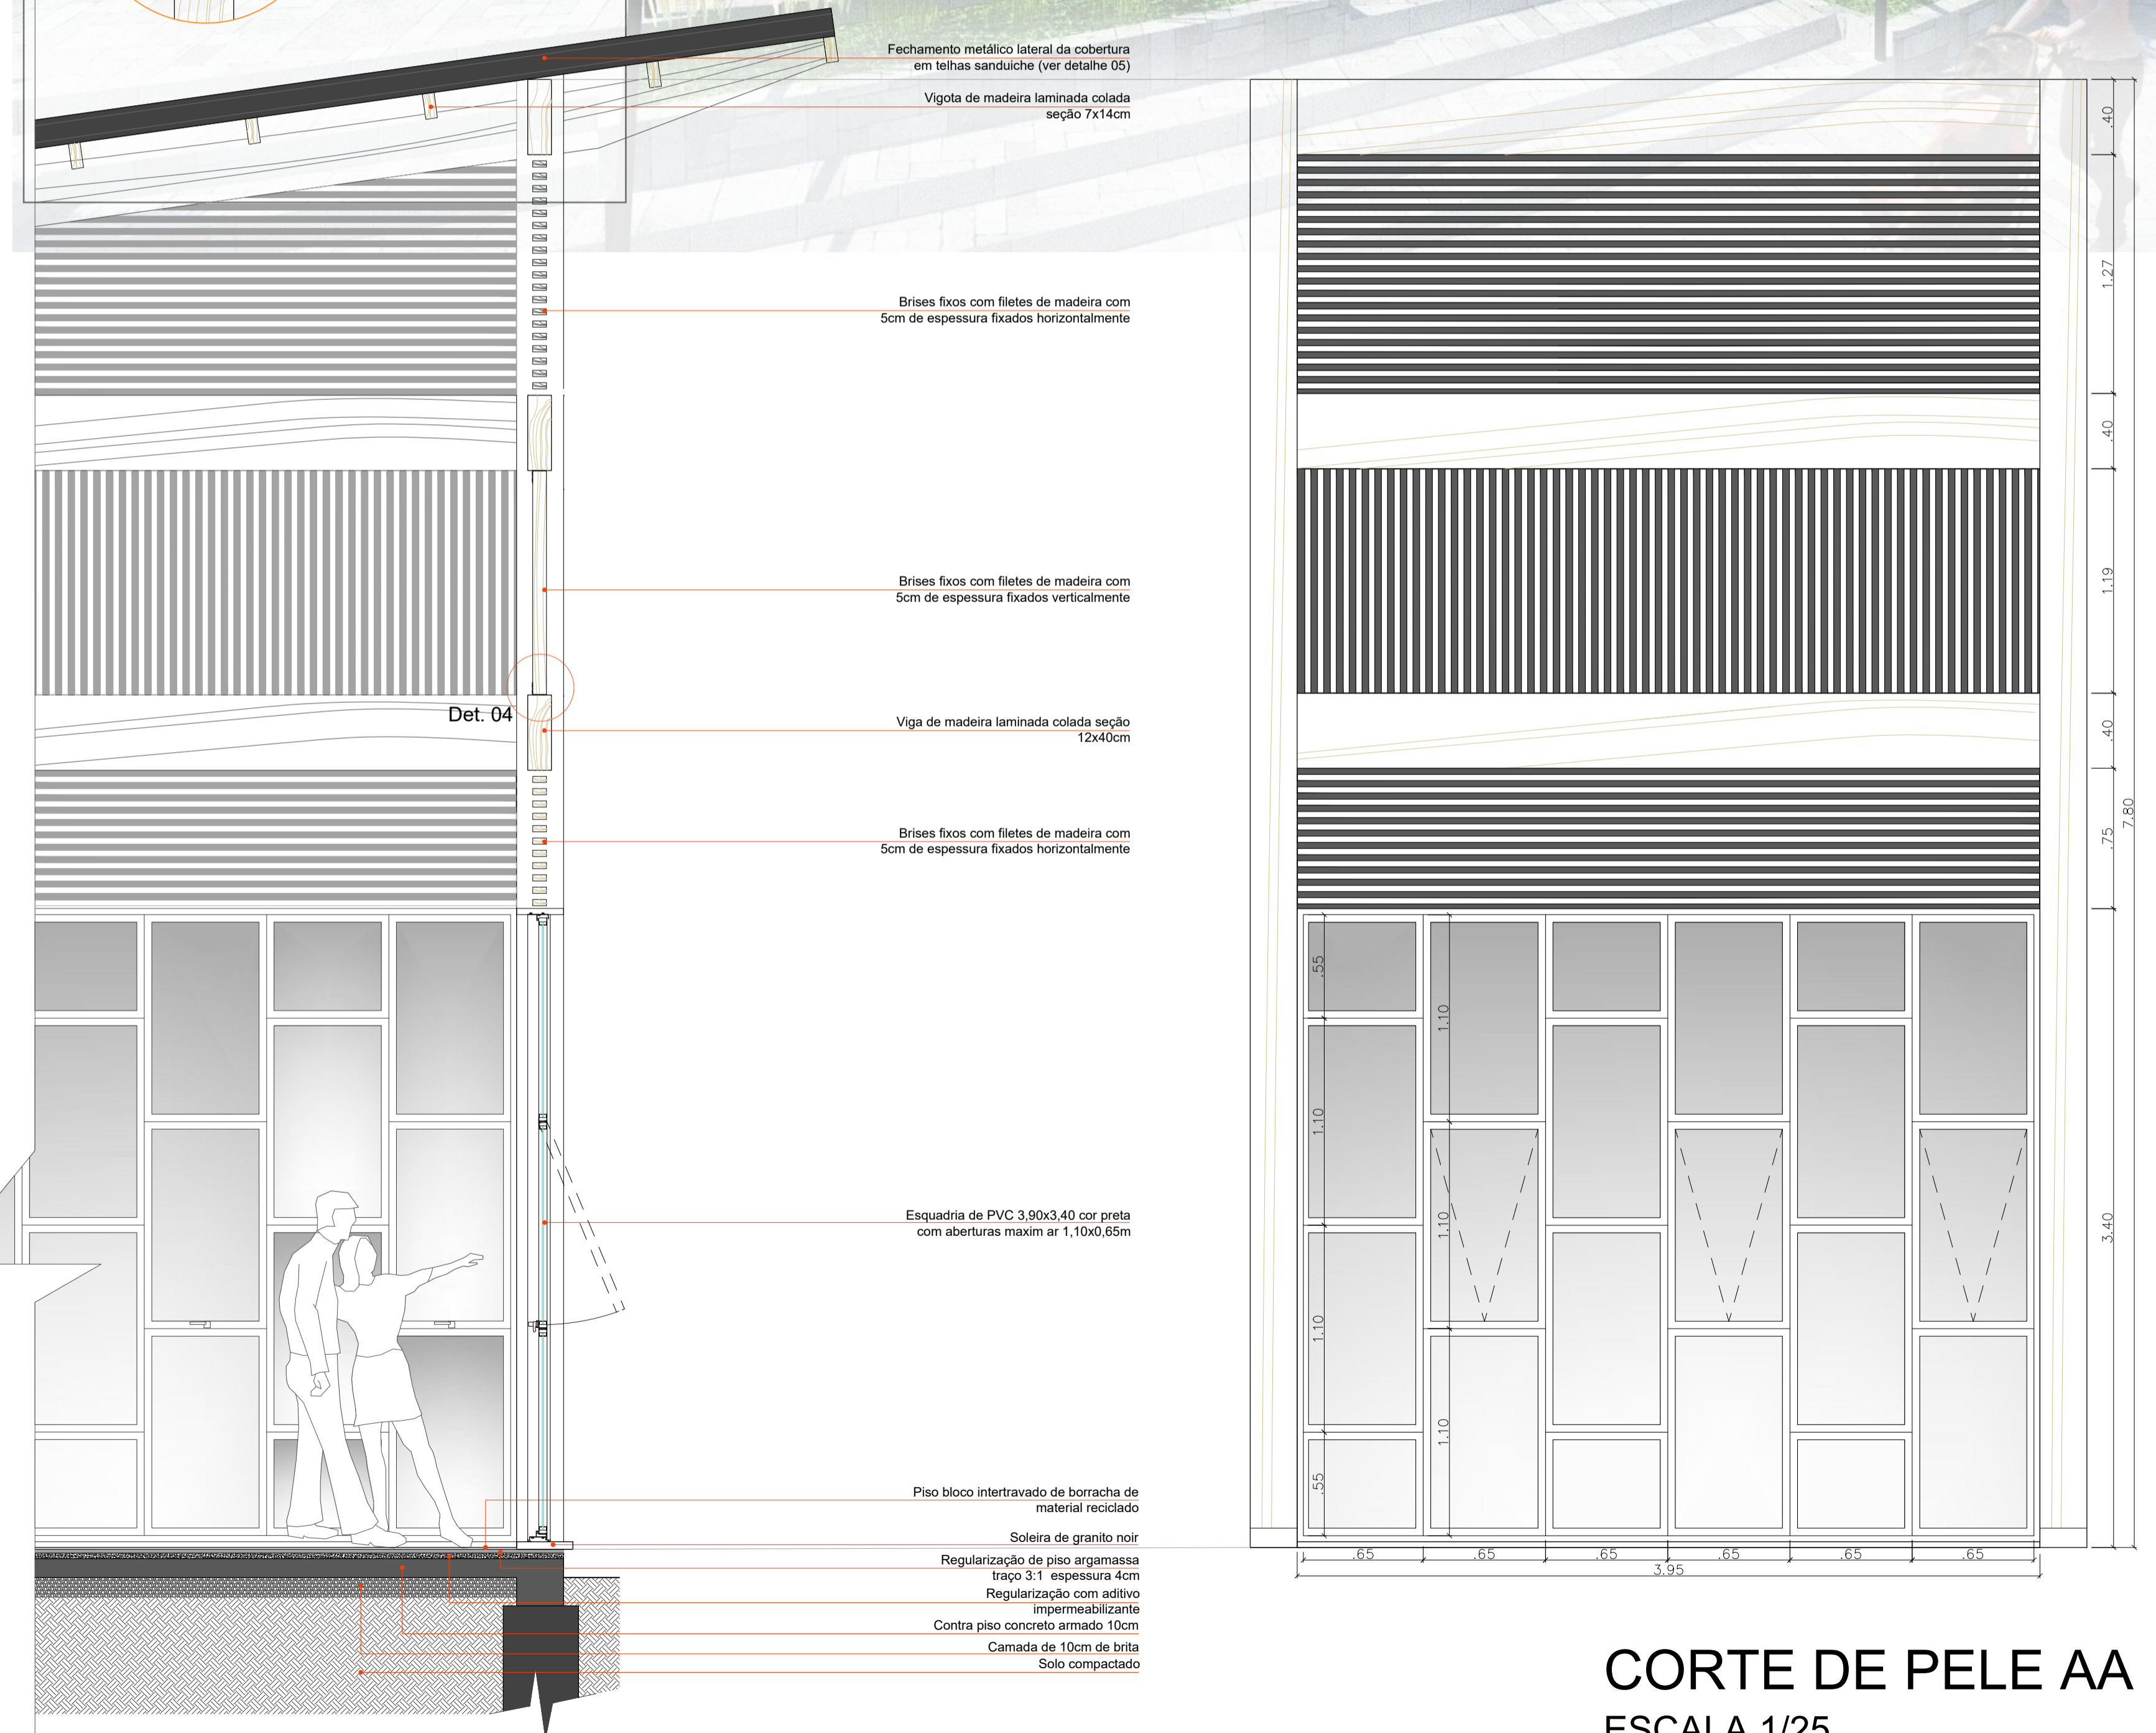 Fechamento metálico lateral da cobertura
em telhas sanduiche (ver detalhe 05)
Vigota de madeira laminada colada
seção 7x14cm
Brises fixos com filetes de madeira com
5cm de espessura fixados horizontalmente
Brises fixos com filetes de madeira com
5cm de espessura fixados verticalmente
Det. 04
Viga de madeira laminada colada seção
12x40cm
Brises fixos com filetes de madeira com
5cm de espessura fixados horizontalmente
Esquadria de PVC 3,90x3,40 cor preta
com aberturas maxim ar 1,10x0,65m
Piso bloco intertravado de borracha de
material reciclado
Soleira de granito noir
Regularização de piso argamassa
traço 3:1 espessura 4cm
Regularização com aditivo
impermeabilizante
Contra piso concreto armado 10cm
Camada de 10cm de brita
Solo compactado
.40
1.27
.40
1.19
.40
.75
3.40
7.80
.55
1.10
1.10
.55
1.10
1.10
1.10
.65
.65
.65
.65
.65
.65
3.95
CORTE DE PELE AA
ESCALA 1/25